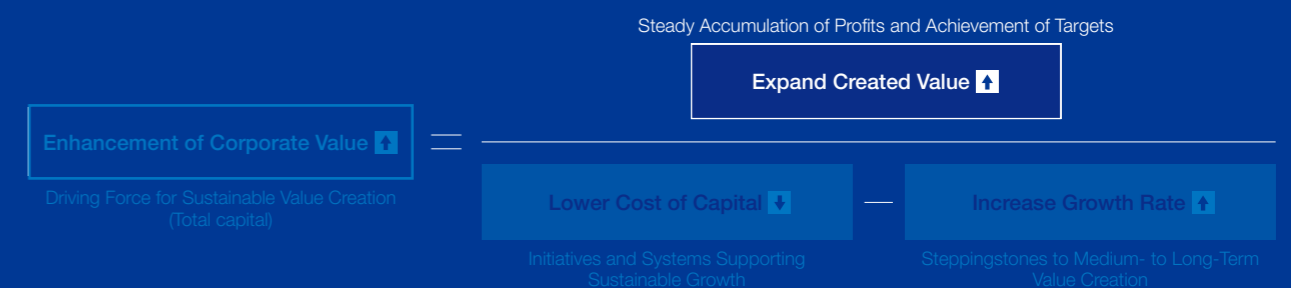 Steady Accumulation of Profits and Achievement of Targets
Expand Created Value
Enhancement of Corporate Value
Driving Force for Sustainable Value Creation
(Total capital)
Lower Cost of Capital
Increase Growth Rate
Initiatives and Systems Supporting
Sustainable Growth
Steppingstones to Medium- to Long-Term
Value Creation